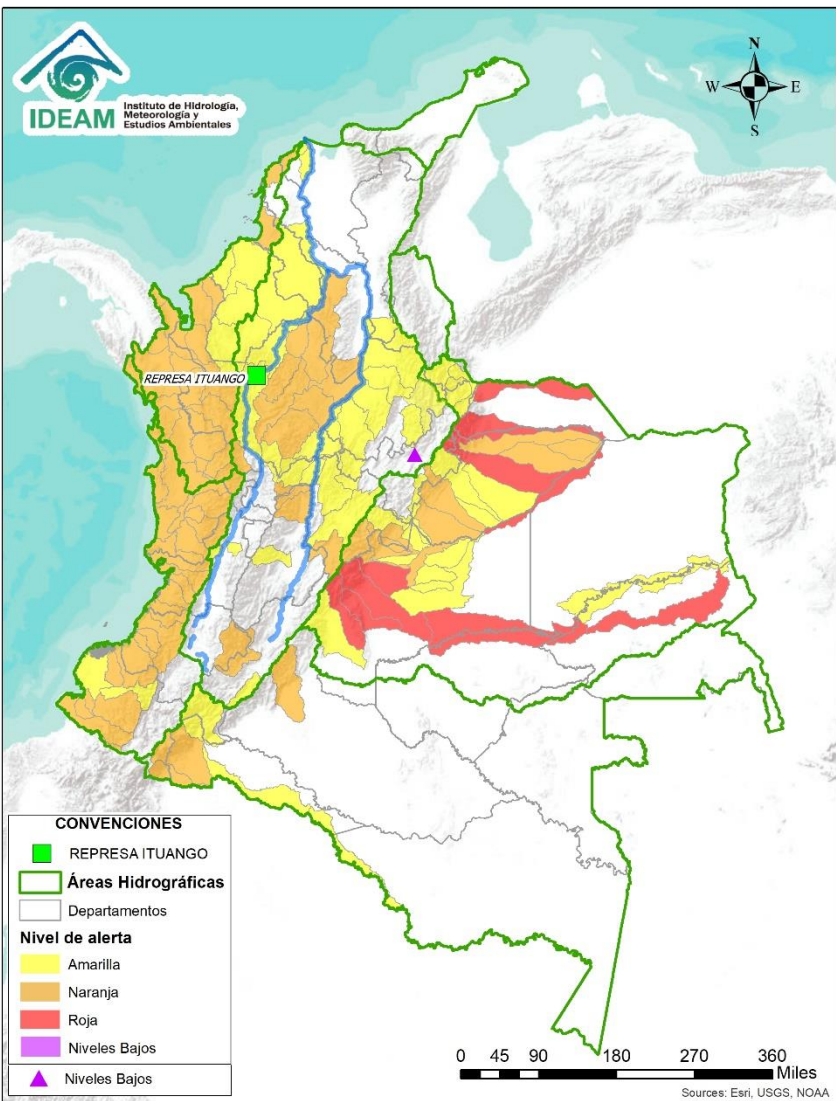 IDEAM
Instituto de Hidrología,
Meteorología y
Estudios Ambientales
N
W
E
S
REPRESA ITUANGO
CONVENCIONES
REPRESA ITUANGO
Áreas Hidrográficas
Departamentos
Nivel de alerta
Amarilla
Naranja
Roja
Niveles Bajos
Niveles Bajos
0 45 90 180 270 360
Miles
Sources: Esri, USGS, NOAA